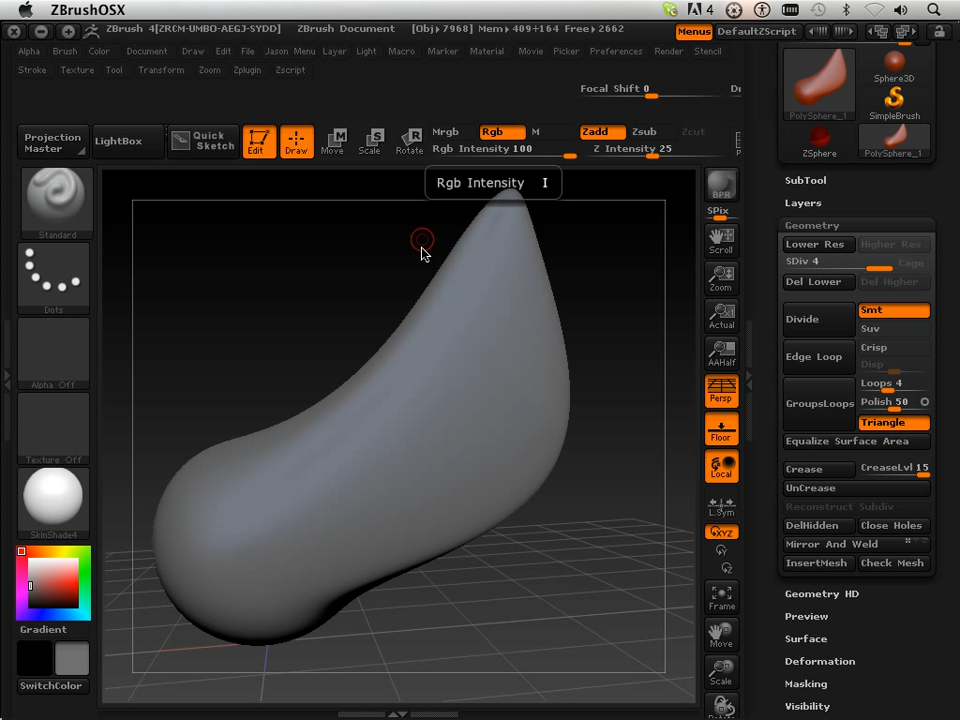 ZBrushOSX
4
ZBrush 4[ZRCM-UMBO-AEGJ-SYDD] ZBrush Document [Obj▸7968] Mem▸409+164 Free▸2662 Menus DefaultZScript
Alpha Brush Color Document Draw Edit File Jason Menu Layer Light Macro Marker Material Movie Picker Preferences Render Stencil
Stroke Texture Tool Transform Zoom Zplugin Zscript
Focal Shift 0
Projection Master
LightBox
Quick Sketch
Edit
Draw
Move
Scale
Rotate
Mrgb Rgb M
Rgb Intensity 100
Zadd Zsub Zcut
Z Intensity 25
Rgb Intensity I
Standard
Dots
Alpha Off
Texture Off
SkinShade4
Gradient
SwitchColor
BPR
SPix
Scroll
Zoom
Actual
AAHalf
Persp
Floor
Local
L.Sym
XYZ
Y
Z
Frame
Move
Scale
Rotate
PolySphere_1
Sphere3D
SimpleBrush
ZSphere
PolySphere_1
SubTool
Layers
Geometry
Lower Res Higher Res
SDiv 4 Cage
Del Lower Del Higher
Divide
Smt
Suv
Edge Loop
Crisp
Disp
GroupsLoops
Loops 4
Polish 50
Triangle
Equalize Surface Area
Crease CreaseLvl 15
UnCrease
Reconstruct Subdiv
DelHidden Close Holes
Mirror And Weld
InsertMesh Check Mesh
Geometry HD
Preview
Surface
Deformation
Masking
Visibility